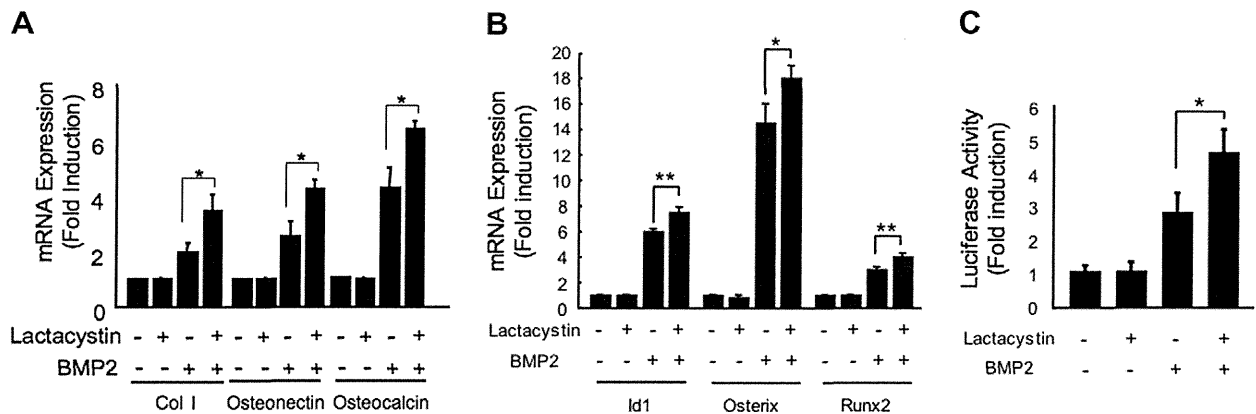 A
mRNA Expression
(Fold Induction)
8
6
4
2
0
*
*
*
Lactacystin - + - + - + - + - + - +
BMP2 - - + + - - + + - - + +
Col I Osteonectin Osteocalcin
B
mRNA Expression
(Fold induction)
20
18
16
14
12
10
8
6
4
2
0
**
*
**
Lactacystin - + - + - + - + - + - +
BMP2 - - + + - - + + - - + +
Id1 Osterix Runx2
C
Luciferase Activity
(Fold induction)
6
5
4
3
2
1
0
*
Lactacystin - + - +
BMP2 - - + +